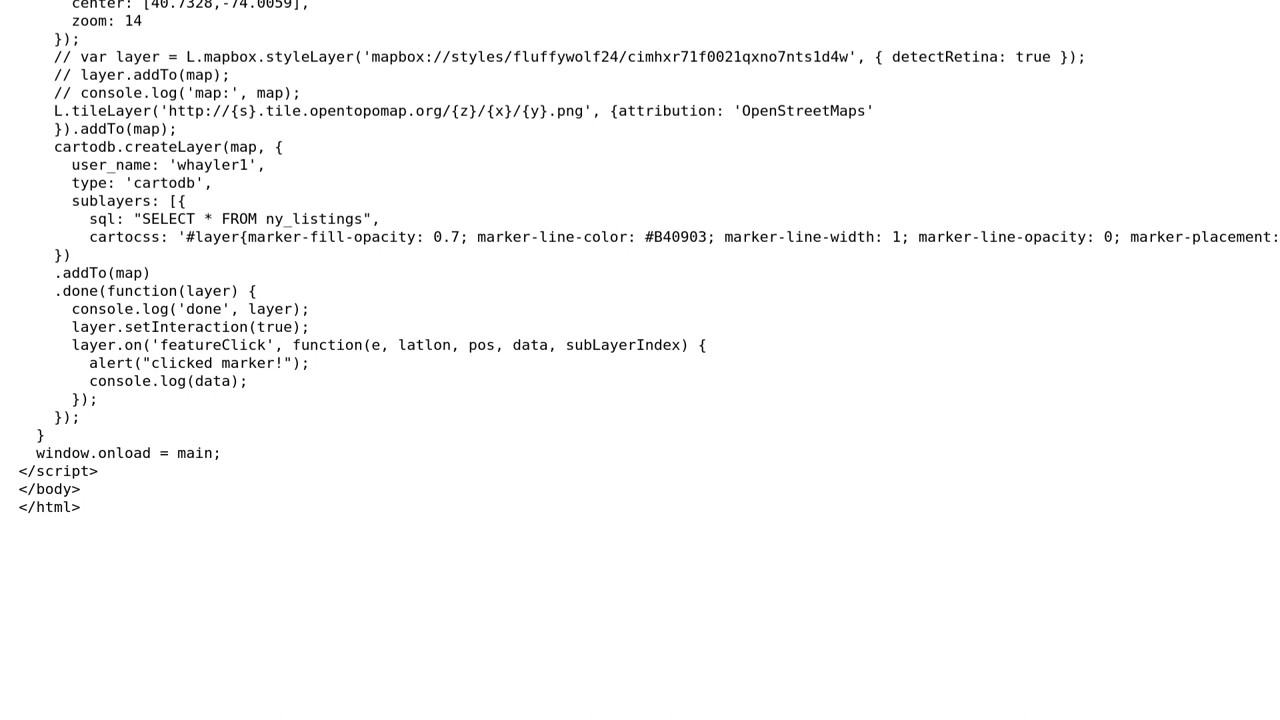 center: [40.7328,-74.0059],
zoom: 14
});
// var layer = L.mapbox.styleLayer('mapbox://styles/fluffywolf24/cimhxr71f0021qxno7nts1d4w', { detectRetina: true });
// layer.addTo(map);
// console.log('map:', map);
L.tileLayer('http://{s}.tile.opentopomap.org/{z}/{x}/{y}.png', {attribution: 'OpenStreetMaps'
}).addTo(map);
cartodb.createLayer(map, {
user_name: 'whayler1',
type: 'cartodb',
sublayers: [{
sql: "SELECT * FROM ny_listings",
cartocss: '#layer{marker-fill-opacity: 0.7; marker-line-color: #B40903; marker-line-width: 1; marker-line-opacity: 0; marker-placement:
})
.addTo(map)
.done(function(layer) {
console.log('done', layer);
layer.setInteraction(true);
layer.on('featureClick', function(e, latlon, pos, data, subLayerIndex) {
alert("clicked marker!");
console.log(data);
});
});
}
window.onload = main;
</script>
</body>
</html>